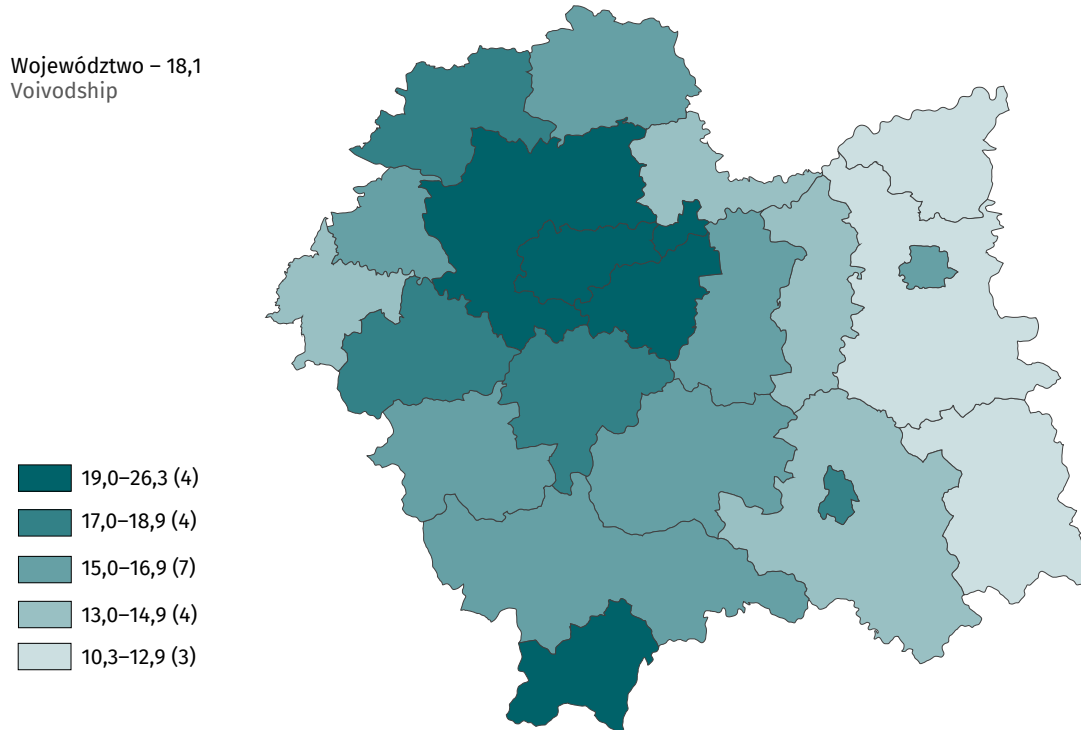 Województwo – 18,1
Voivodship
19,0–26,3 (4)
17,0–18,9 (4)
15,0–16,9 (7)
13,0–14,9 (4)
10,3–12,9 (3)